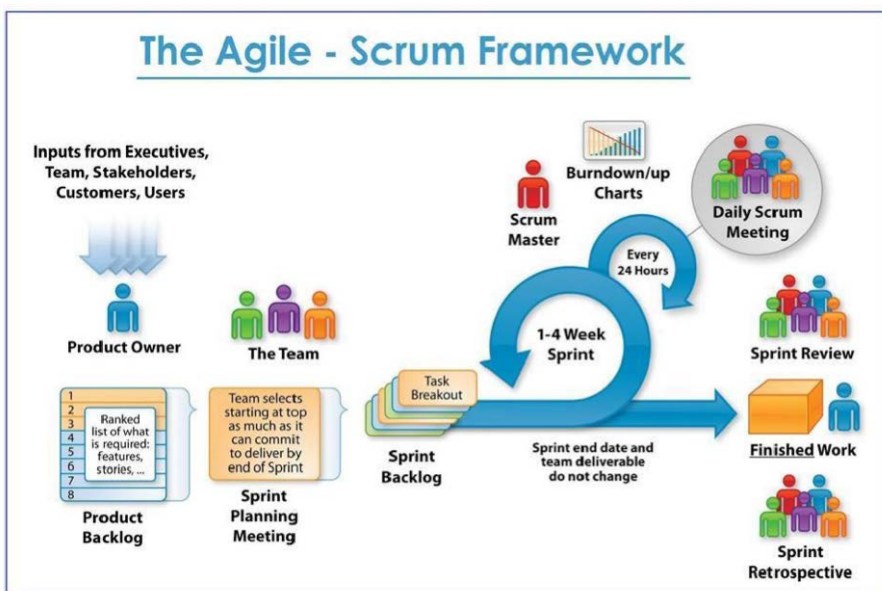 The Agile - Scrum Framework
Inputs from Executives,
Team, Stakeholders,
Customers, Users
Product Owner
The Team
1
2
3
4
5
6
7
8
Ranked
list of what
is required:
features,
stories, ...
Product
Backlog
Team selects
starting at top
as much as it
can commit
to deliver by
end of Sprint
Sprint
Planning
Meeting
Task
Breakout
Sprint
Backlog
Scrum
Master
Burndown/up
Charts
Every
24 Hours
Daily Scrum
Meeting
1-4 Week
Sprint
Sprint end date and
team deliverable
do not change
Sprint Review
Finished Work
Sprint
Retrospective